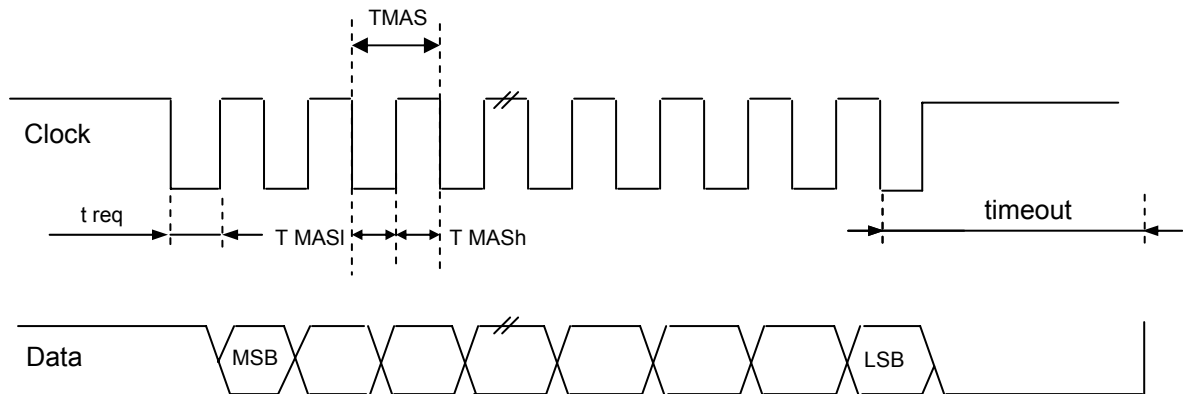 TMAS
Clock
t req
T MASl
T MASh
timeout
Data
MSB
LSB